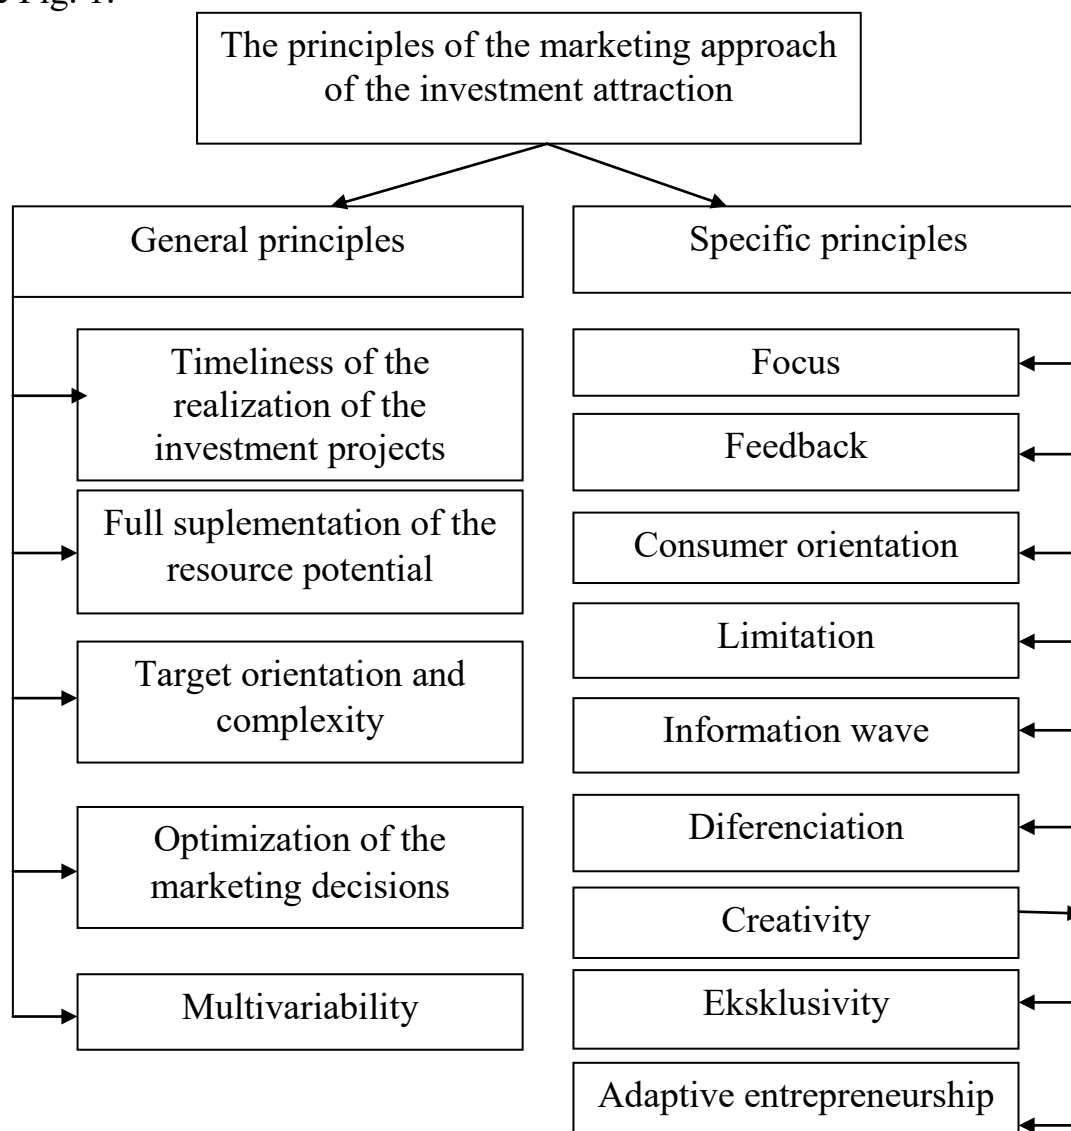 Fig. 1.
The principles of the marketing approach
of the investment attraction
General principles
Specific principles
Timeliness of the
realization of the
investment projects
Full suplementation of the
resource potential
Target orientation and
complexity
Optimization of the
marketing decisions
Multivariability
Focus
Feedback
Consumer orientation
Limitation
Information wave
Diferenciation
Creativity
Eksklusivity
Adaptive entrepreneurship